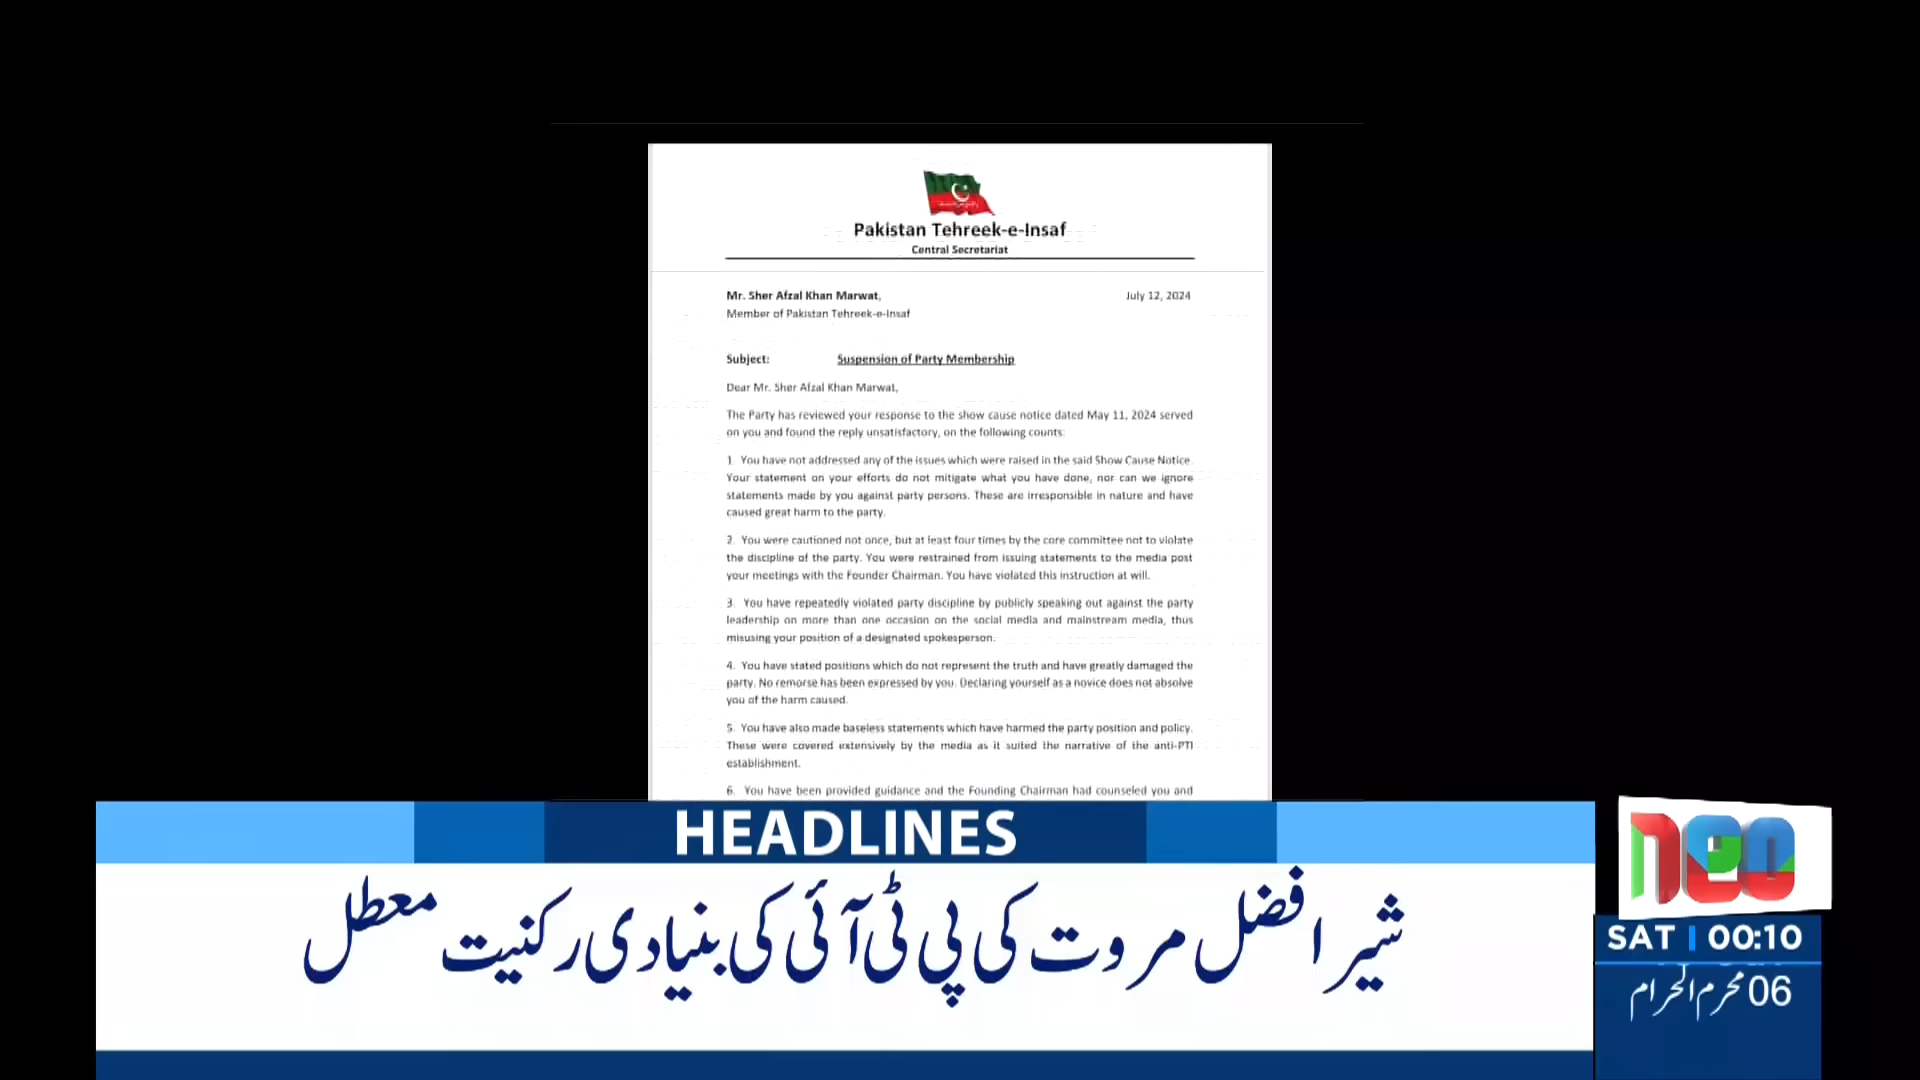 Pakistan Tehreek-e-Insaf
Central Secretariat
Mr. Sher Afzal Khan Marwat,
July 12, 2024
Member of Pakistan Tehreek-e-Insaf
Subject: Suspension of Party Membership
Dear Mr. Sher Afzal Khan Marwat,
The Party has reviewed your response to the show cause notice dated May 11, 2024 served
on you and found the reply unsatisfactory, on the following counts:
1. You have not addressed any of the issues which were raised in the said Show Cause Notice.
Your statement on your efforts do not mitigate what you have done, nor can we ignore
statements made by you against party persons. These are irresponsible in nature and have
caused great harm to the party.
2. You were cautioned not once, but at least four times by the core committee not to violate
the discipline of the party. You were restrained from issuing statements to the media post
your meetings with the Founder Chairman. You have violated this instruction at will.
3. You have repeatedly violated party discipline by publicly speaking out against the party
leadership on more than one occasion on the social media and mainstream media, thus
misusing your position of a designated spokesperson.
4. You have stated positions which do not represent the truth and have greatly damaged the
party. No remorse has been expressed by you. Declaring yourself as a novice does not absolve
you of the harm caused.
5. You have also made baseless statements which have harmed the party position and policy.
These were covered extensively by the media as it suited the narrative of the anti-PTI
establishment.
6. You have been provided guidance and the Founding Chairman had counseled you and
HEADLINES
شیر افضل مروت کی پی ٹی آئی کی بنیادی رکنیت معطل
neo
SAT | 00:10
06 محرم الحرام